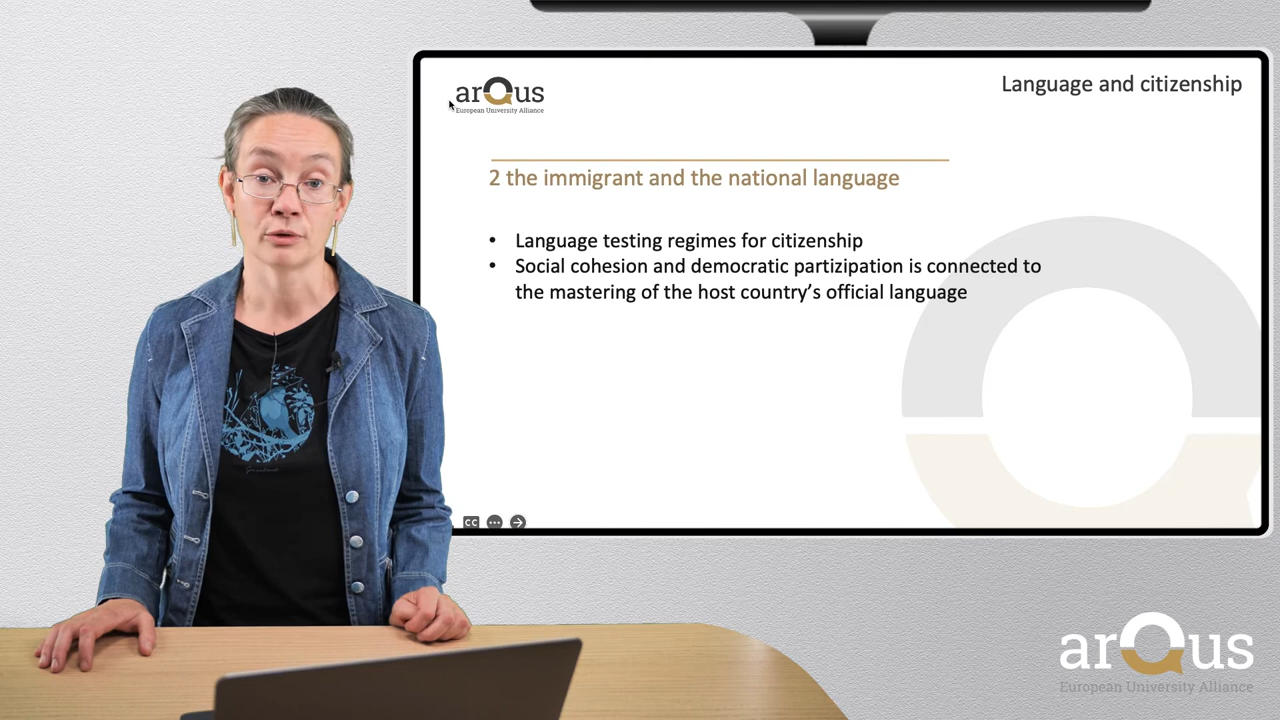 arQus
European University Alliance
Language and citizenship
2 the immigrant and the national language
• Language testing regimes for citizenship
• Social cohesion and democratic partizipation is connected to
the mastering of the host country's official language
CC
arQus
European University Alliance